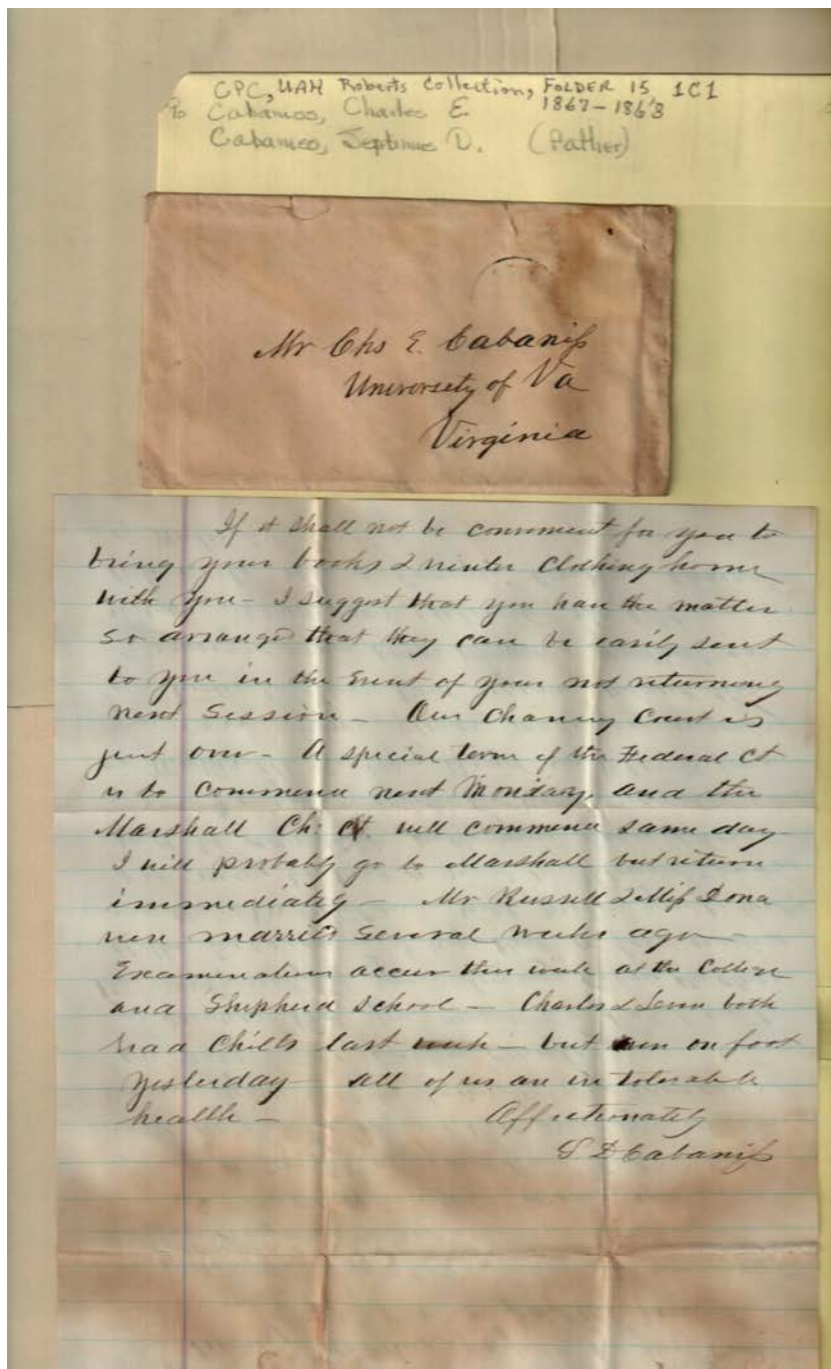 CPC, UAH Roberts Collection, FOLDER 15 1C1
To Cabaniss, Charles E. 1867-1868
Cabaniss, Septimus D. (Father)
Mr Chs E. Cabaniß
University of Va
Virginia
If it shall not be convenient for you to
bring your books & winter clothing home
with you - I suggest that you have the matter
so arranged that they can be easily sent
to you in the Event of your not returning
next Session - Our Chancery Court is
just over - A special term of the Federal Ct
is to commence next Monday, and the
Marshall Ch: Ct. will commence same day
I will probably go to Marshall but return
immediately - Mr Russell & Miß Dona
were married Several weeks ago -
Examinations occur this week at the College
and Shepherd School - Charles & both
had Chills last week - but were on foot
yesterday all of us are in tolerable
health - Affectionately
S. D Cabaniß